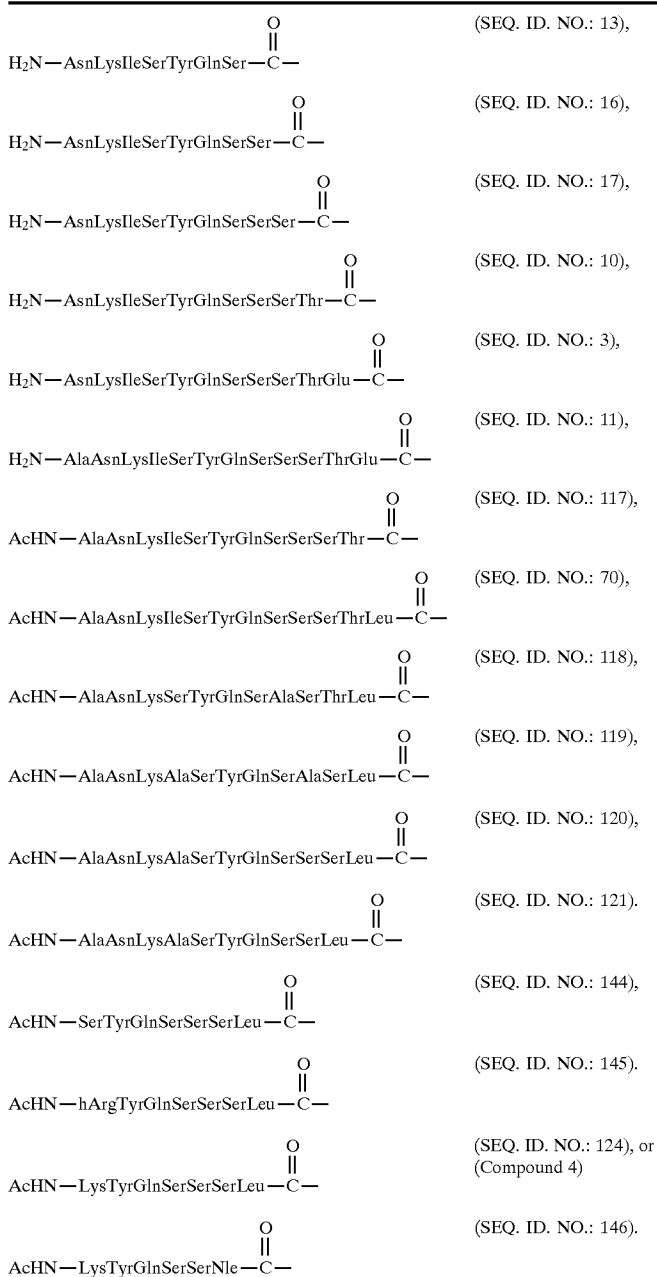 O (SEQ. ID. NO.: 13),
H₂N—AsnLysIleSerTyrGlnSer—C—
O (SEQ. ID. NO.: 16),
H₂N—AsnLysIleSerTyrGlnSerSer—C—
O (SEQ. ID. NO.: 17),
H₂N—AsnLysIleSerTyrGlnSerSerSer—C—
O (SEQ. ID. NO.: 10),
H₂N—AsnLysIleSerTyrGlnSerSerSerThr—C—
O (SEQ. ID. NO.: 3),
H₂N—AsnLysIleSerTyrGlnSerSerSerThrGlu—C—
O (SEQ. ID. NO.: 11),
H₂N—AlaAsnLysIleSerTyrGlnSerSerSerThrGlu—C—
O (SEQ. ID. NO.: 117),
AcHN—AlaAsnLysIleSerTyrGlnSerSerSerThr—C—
O (SEQ. ID. NO.: 70),
AcHN—AlaAsnLysIleSerTyrGlnSerSerSerThrLeu—C—
O (SEQ. ID. NO.: 118),
AcHN—AlaAsnLysSerTyrGlnSerAlaSerThrLeu—C—
O (SEQ. ID. NO.: 119),
AcHN—AlaAsnLysAlaSerTyrGlnSerAlaSerLeu—C—
O (SEQ. ID. NO.: 120),
AcHN—AlaAsnLysAlaSerTyrGlnSerSerSerLeu—C—
O (SEQ. ID. NO.: 121).
AcHN—AlaAsnLysAlaSerTyrGlnSerSerLeu—C—
O (SEQ. ID. NO.: 144),
AcHN—SerTyrGlnSerSerSerLeu—C—
O (SEQ. ID. NO.: 145).
AcHN—hArgTyrGlnSerSerSerLeu—C—
O (SEQ. ID. NO.: 124), or
(Compound 4)
AcHN—LysTyrGlnSerSerSerLeu—C—
O (SEQ. ID. NO.: 146).
AcHN—LysTyrGlnSerSerNle—C—